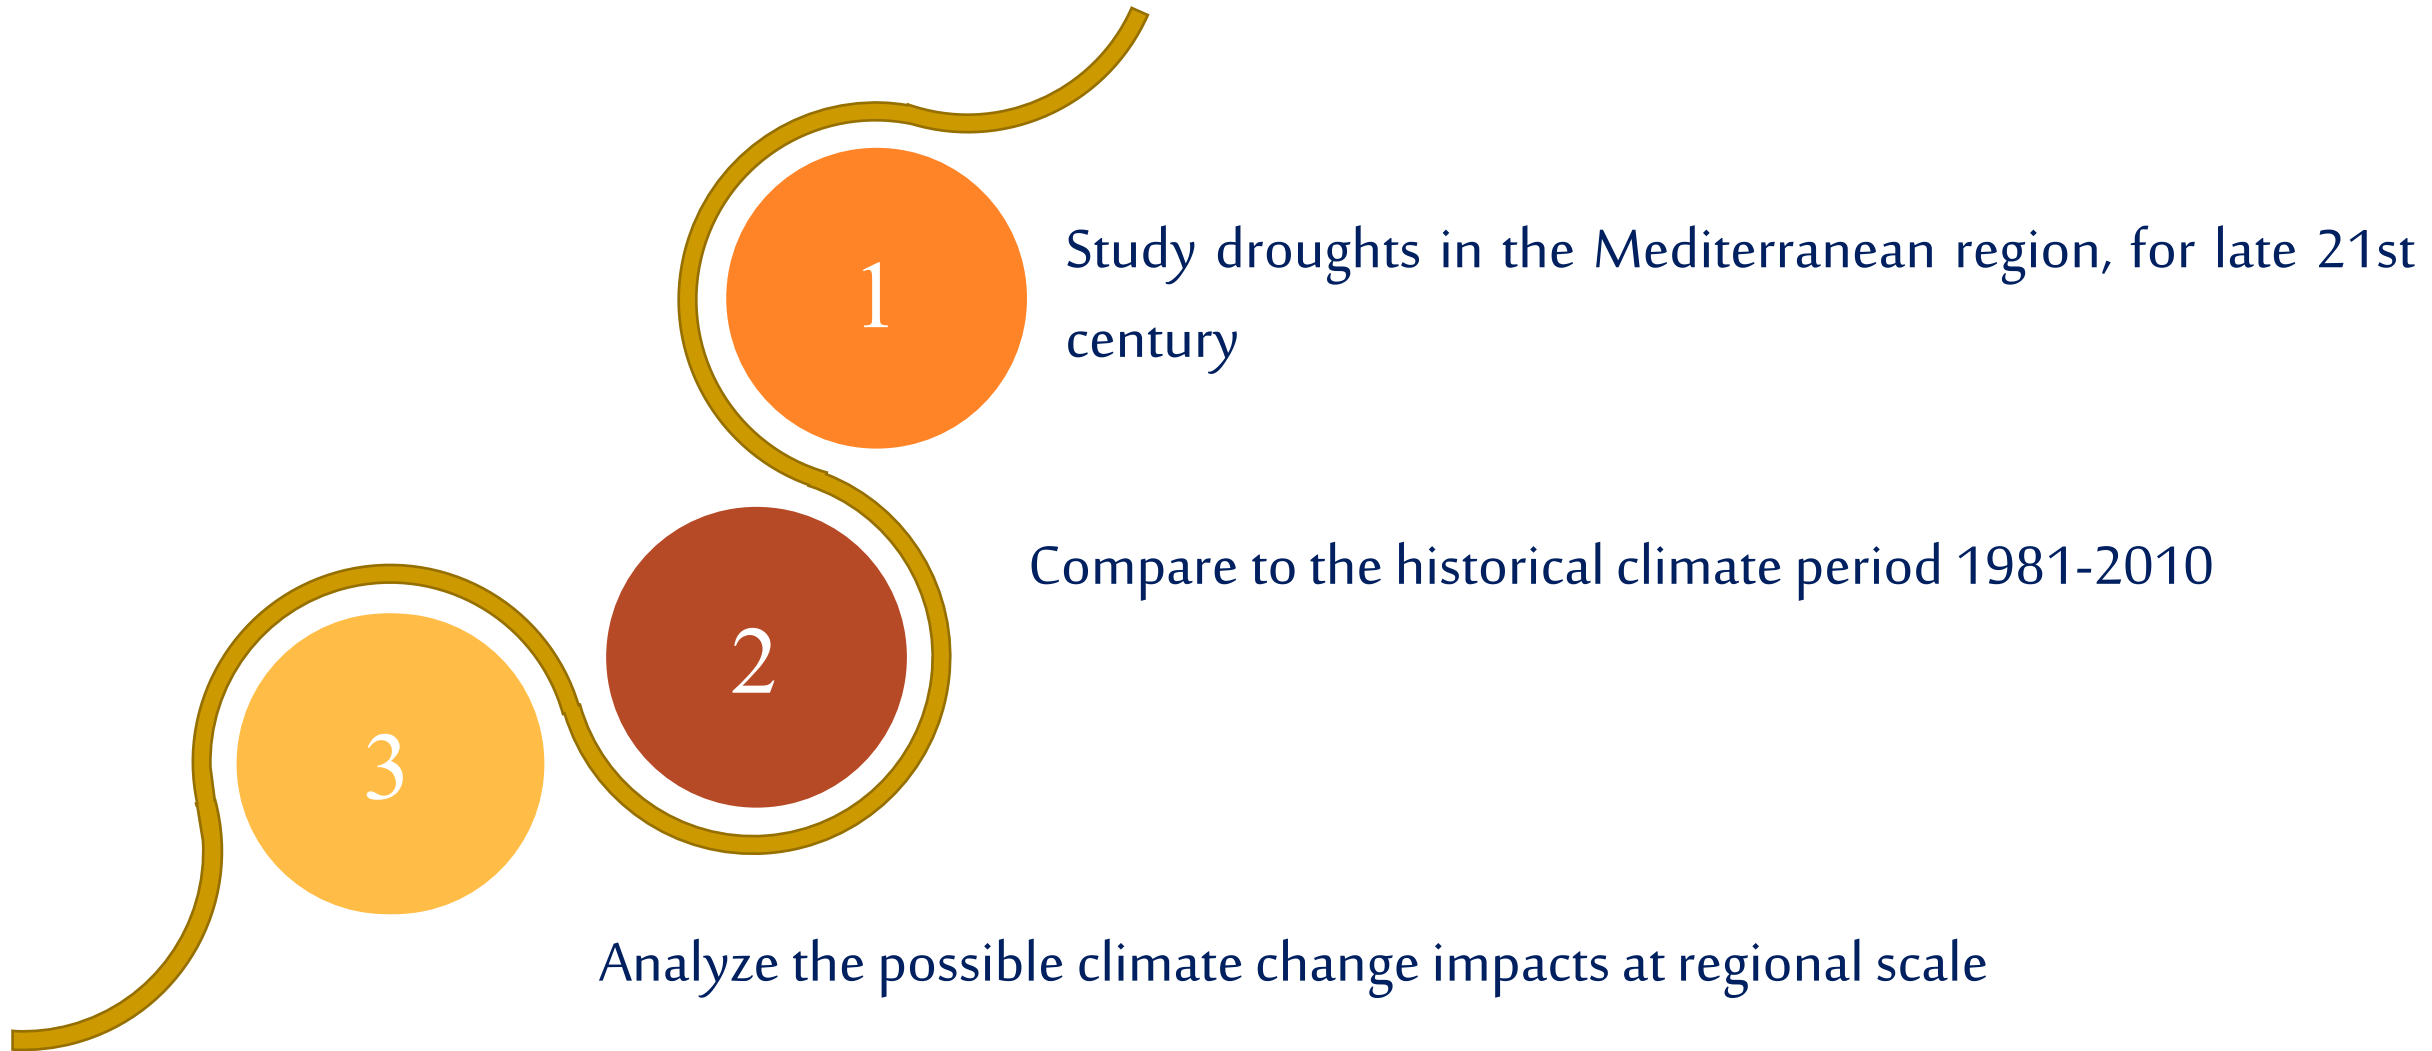 1
Study droughts in the Mediterranean region, for late 21st
century
2
Compare to the historical climate period 1981-2010
3
Analyze the possible climate change impacts at regional scale